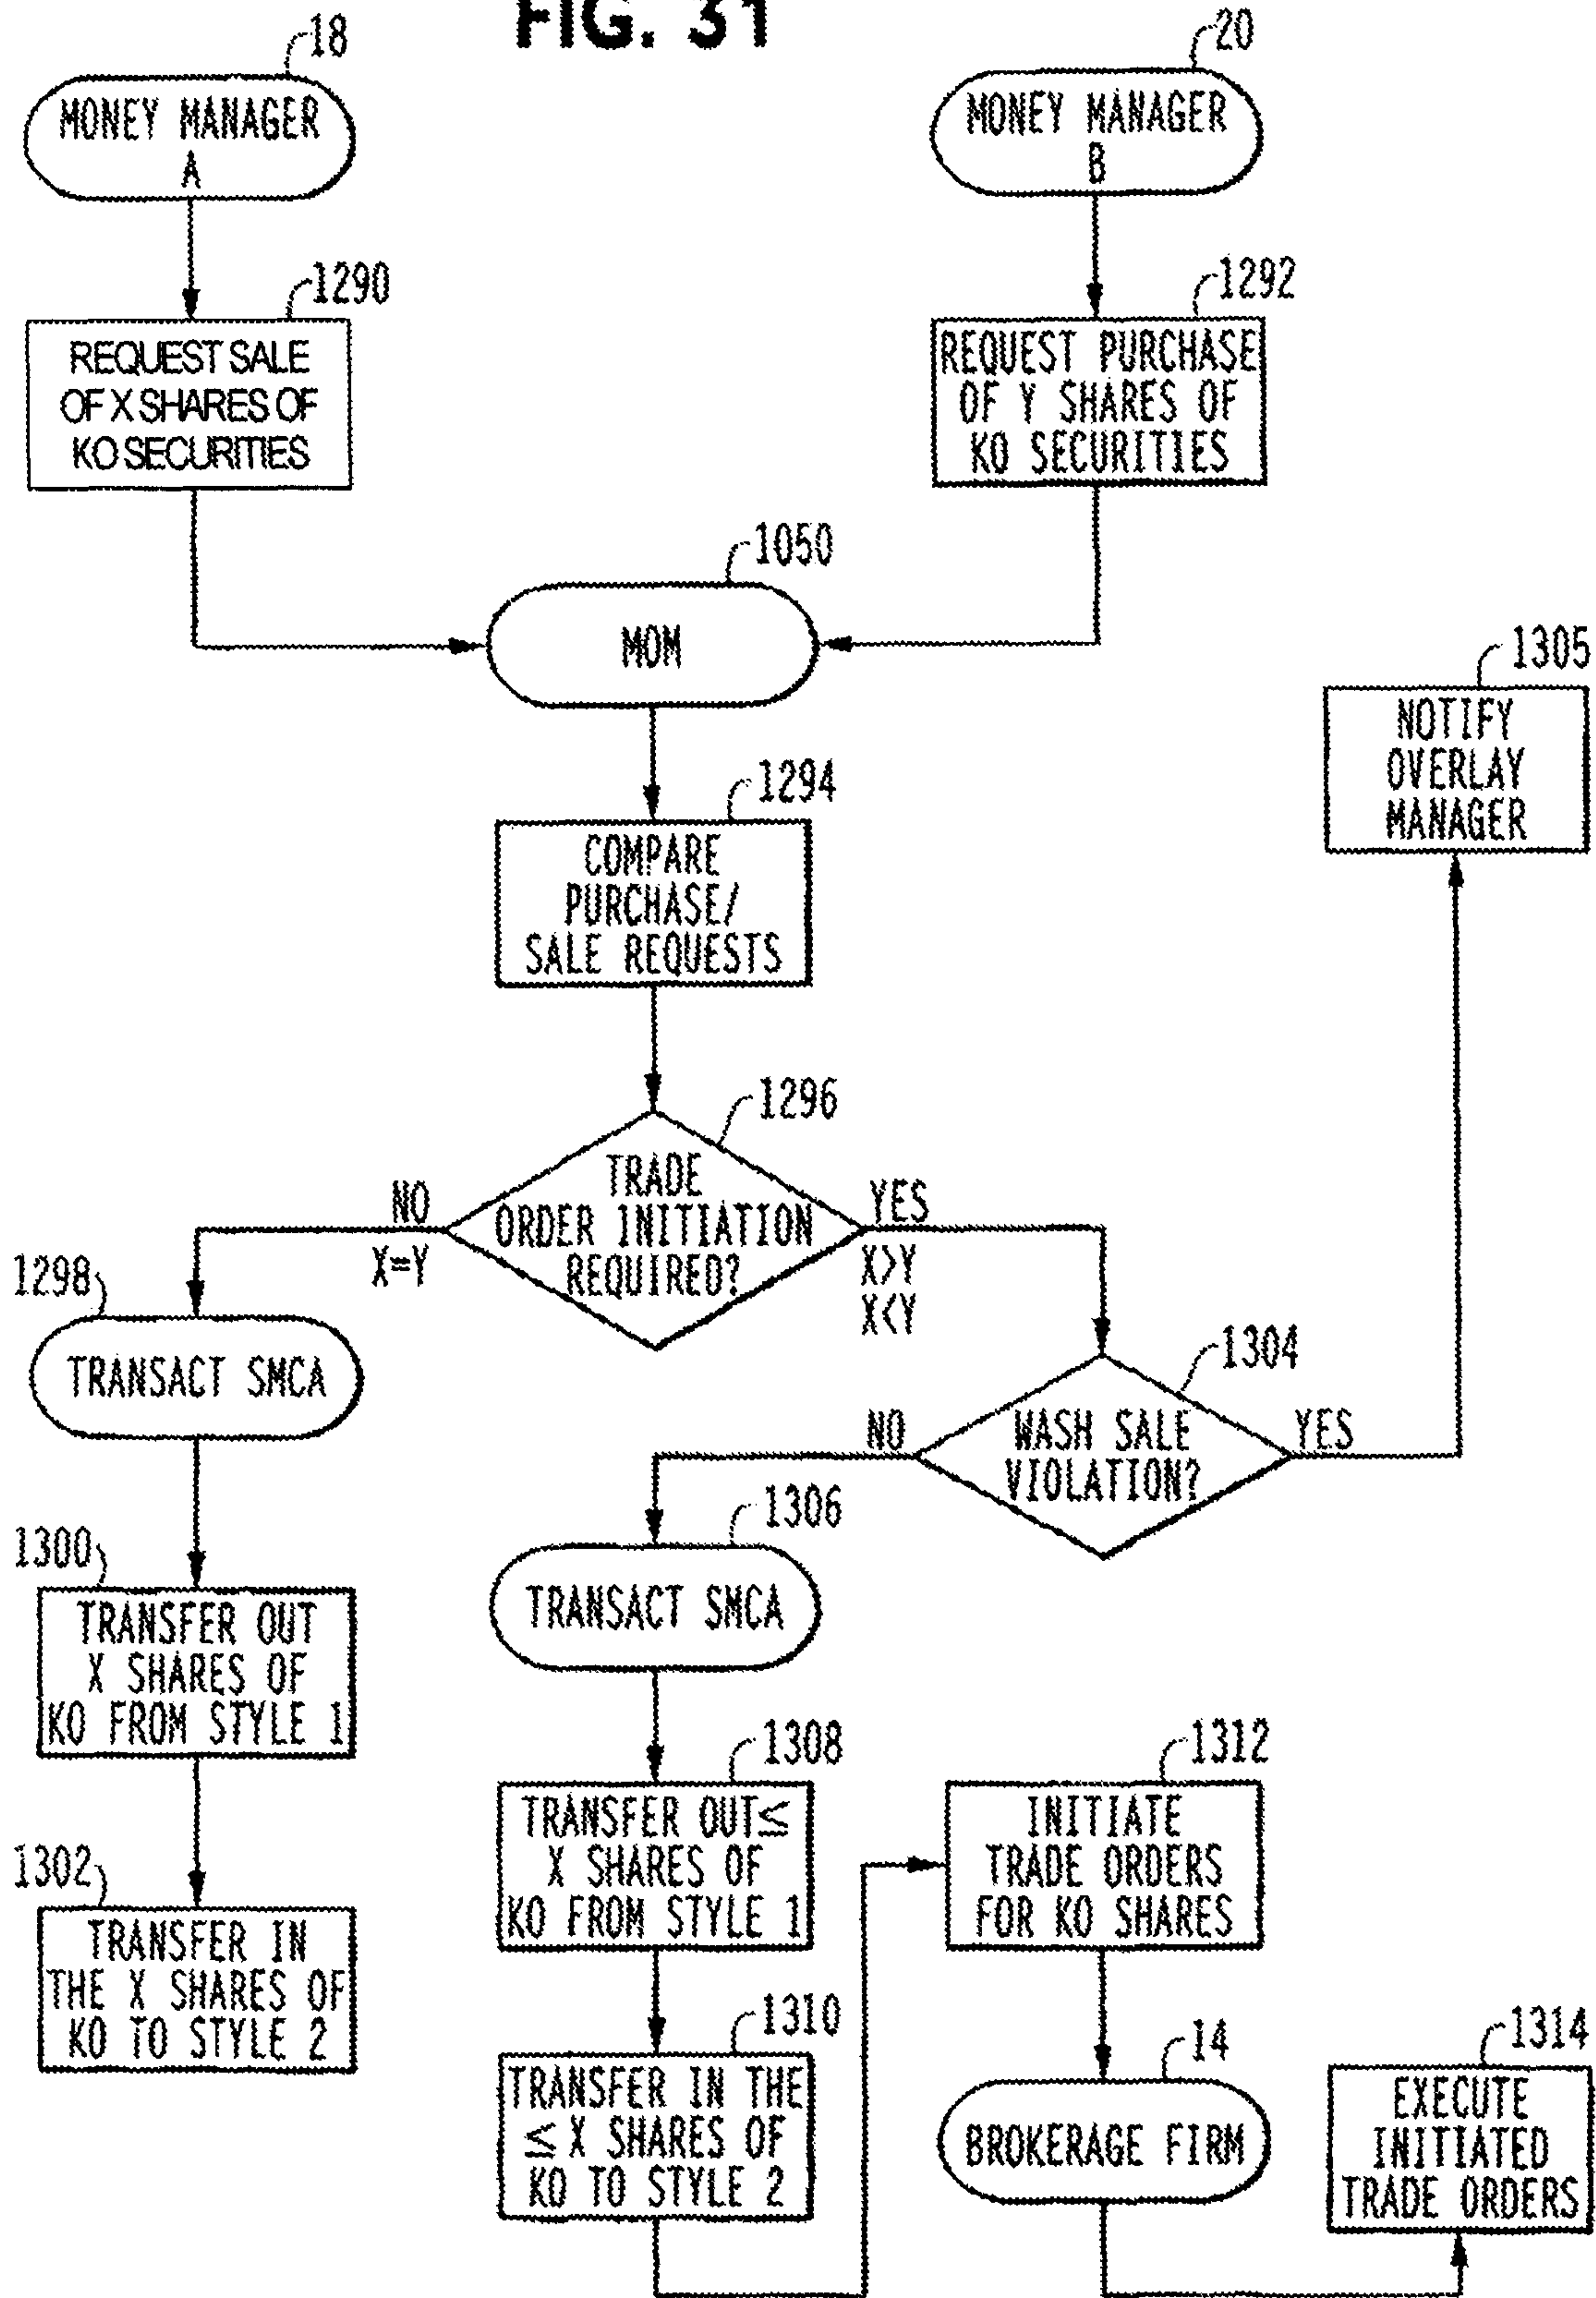 FIG. 31
18
MONEY MANAGER
A
20
MONEY MANAGER
B
1290
REQUEST SALE
OF X SHARES OF
KO SECURITIES
1292
REQUEST PURCHASE
OF Y SHARES OF
KO SECURITIES
1050
MOM
1305
NOTIFY
OVERLAY
MANAGER
1294
COMPARE
PURCHASE/
SALE REQUESTS
1296
TRADE
ORDER INITIATION
REQUIRED?
NO
X=Y
YES
X>Y
X<Y
1298
TRANSACT SMCA
1304
WASH SALE
VIOLATION?
NO
YES
1300
TRANSFER OUT
X SHARES OF
KO FROM STYLE 1
1306
TRANSACT SMCA
1302
TRANSFER IN
THE X SHARES OF
KO TO STYLE 2
1308
TRANSFER OUT≤
X SHARES OF
KO FROM STYLE 1
1312
INITIATE
TRADE ORDERS
FOR KO SHARES
1310
TRANSFER IN THE
≤ X SHARES OF
KO TO STYLE 2
14
BROKERAGE FIRM
1314
EXECUTE
INITIATED
TRADE ORDERS